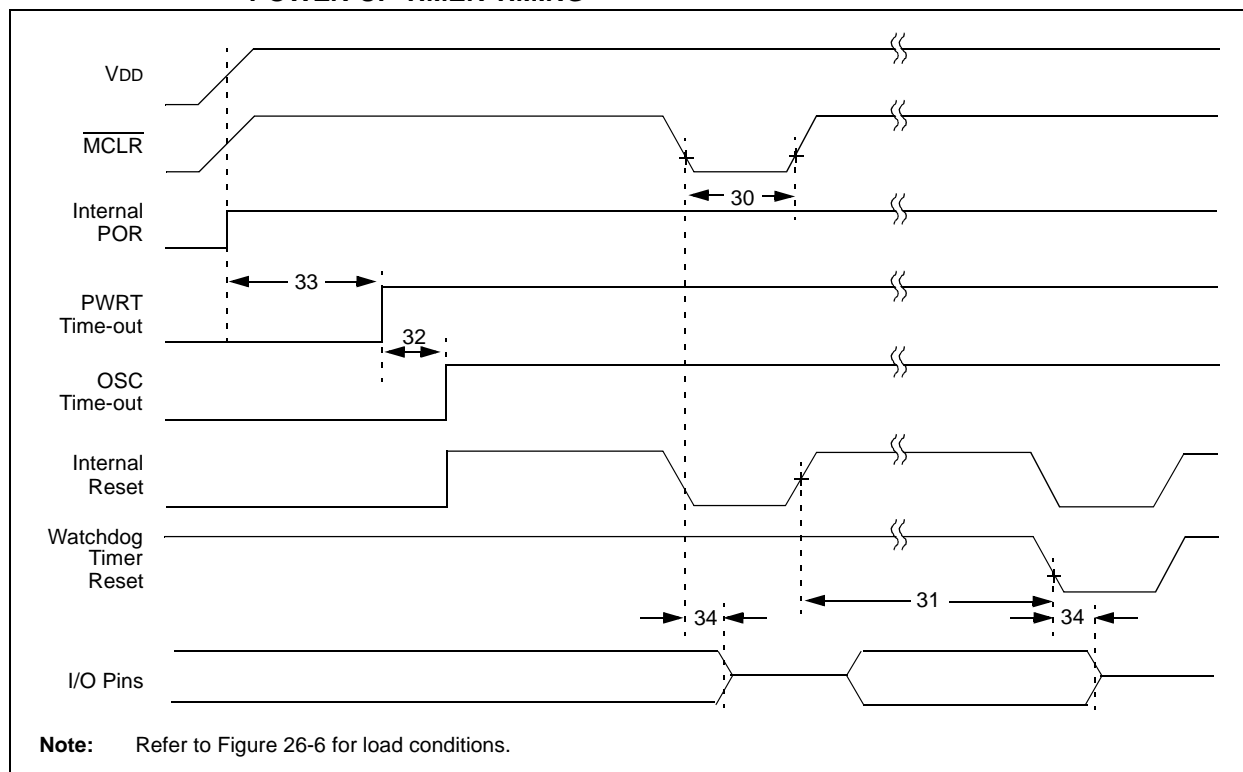 POWER-UP TIMER TIMING
VDD
MCLR
30
Internal
POR
33
PWRT
Time-out
32
OSC
Time-out
Internal
Reset
Watchdog
Timer
Reset
31
34
34
I/O Pins
Note: Refer to Figure 26-6 for load conditions.